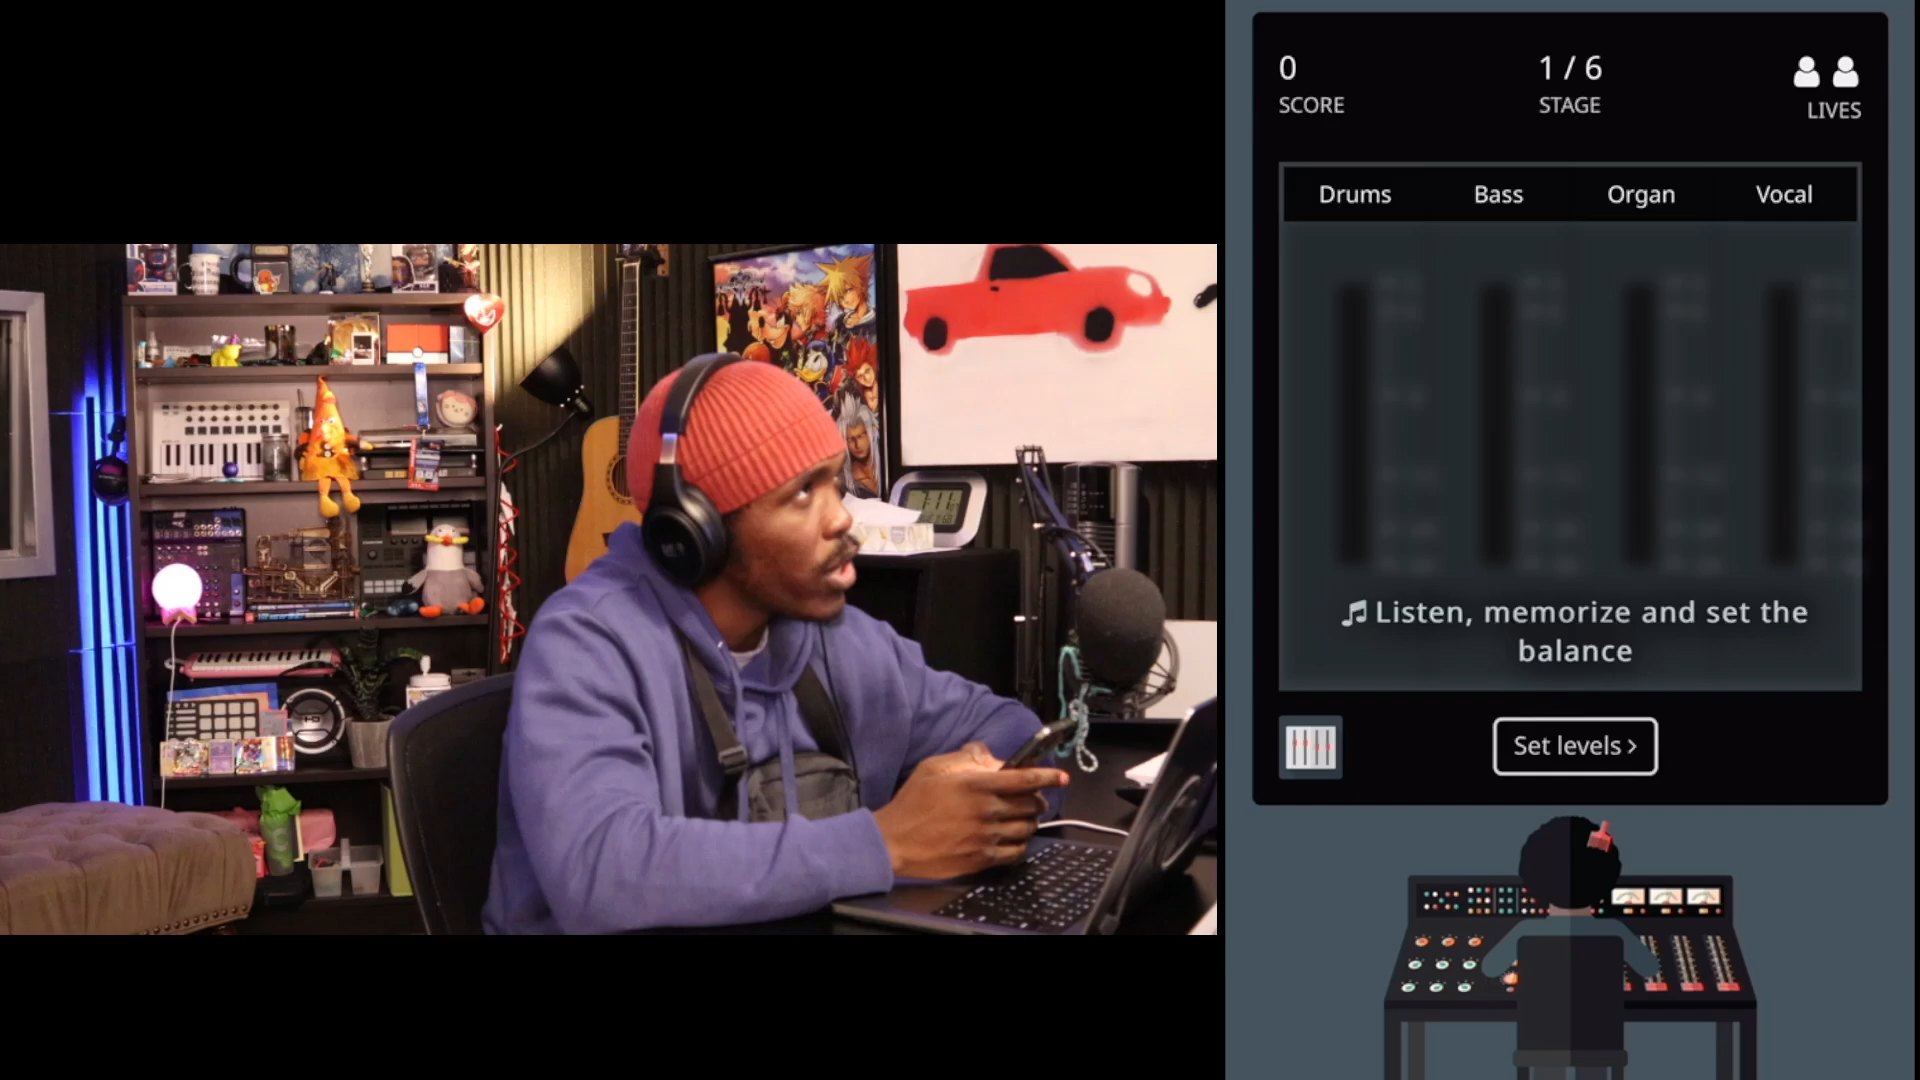 0
SCORE
1 / 6
STAGE
LIVES
Drums Bass Organ Vocal
Listen, memorize and set the
balance
Set levels ›